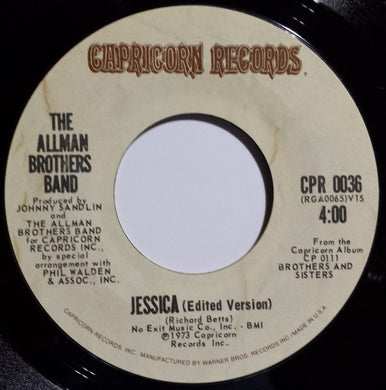 CAPRICORN RECORDS
THE
ALLMAN
BROTHERS
BAND
Produced by
JOHNNY SANDLIN
and THE ALLMAN
BROTHERS BAND
for CAPRICORN
RECORDS INC.,
by special
arrangement with
PHIL WALDEN
& ASSOC., INC.
CPR 0036
(RGA0065)V1S
4:00
From the
Capricorn Album
CP 0111
BROTHERS AND
SISTERS
JESSICA (Edited Version)
(Richard Betts)
No Exit Music Co., Inc. - BMI
℗1973 Capricorn
Records Inc.
CAPRICORN RECORDS, INC. MANUFACTURED BY WARNER BROS. RECORDS INC./MADE IN U.S.A.